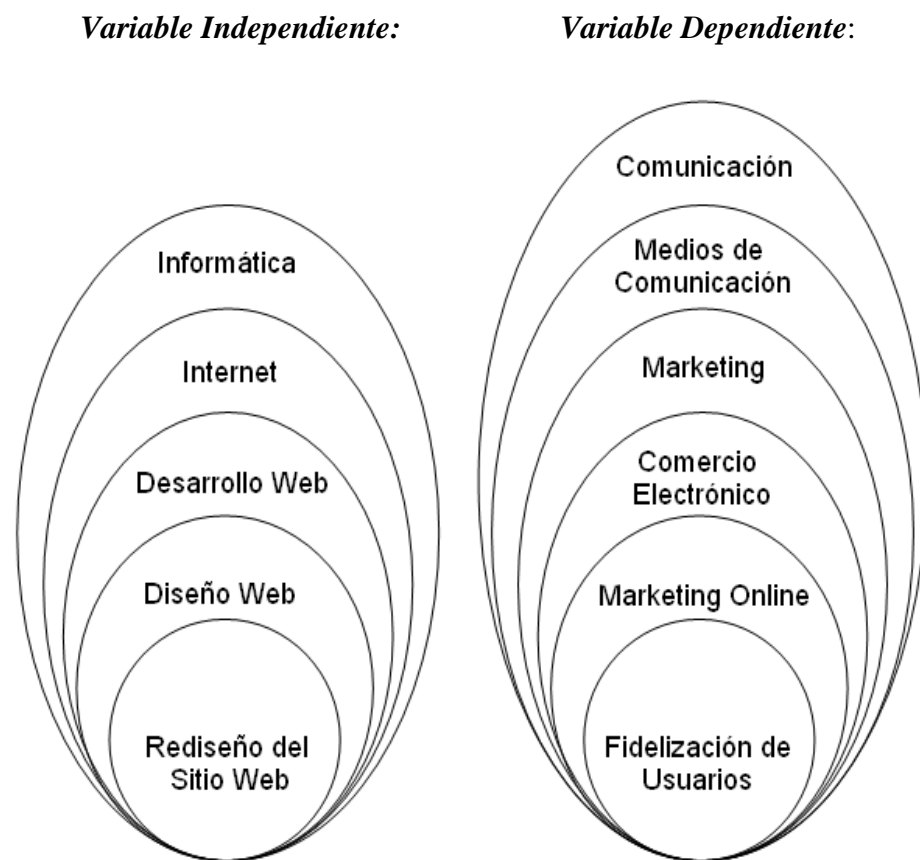 Variable Independiente:
Variable Dependiente:
Informática
Internet
Desarrollo Web
Diseño Web
Rediseño del
Sitio Web
Comunicación
Medios de
Comunicación
Marketing
Comercio
Electrónico
Marketing Online
Fidelización de
Usuarios